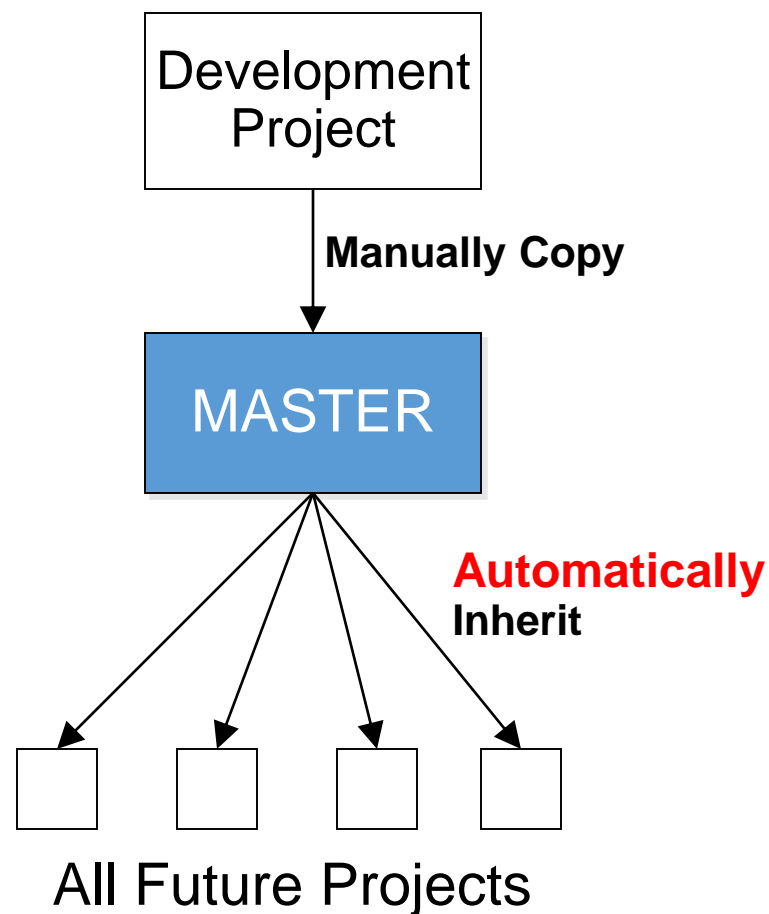 Development
Project
Manually Copy
MASTER
Automatically
Inherit
All Future Projects